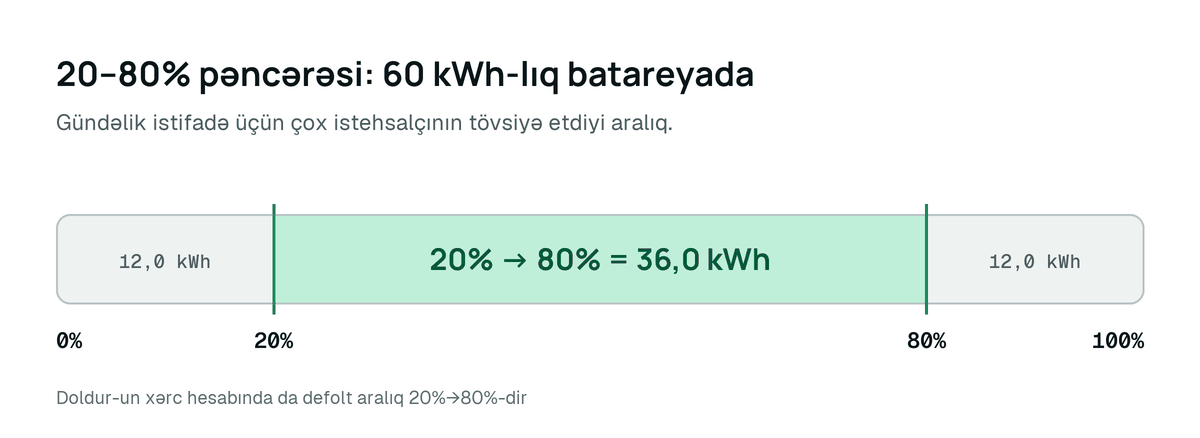 20–80% pəncərəsi: 60 kWh-lıq batareyada
Gündəlik istifadə üçün çox istehsalçının tövsiyə etdiyi aralıq.
12,0 kWh
20% → 80% = 36,0 kWh
12,0 kWh
0%
20%
80%
100%
Doldur-un xərc hesabında da defolt aralıq 20%→80%-dir